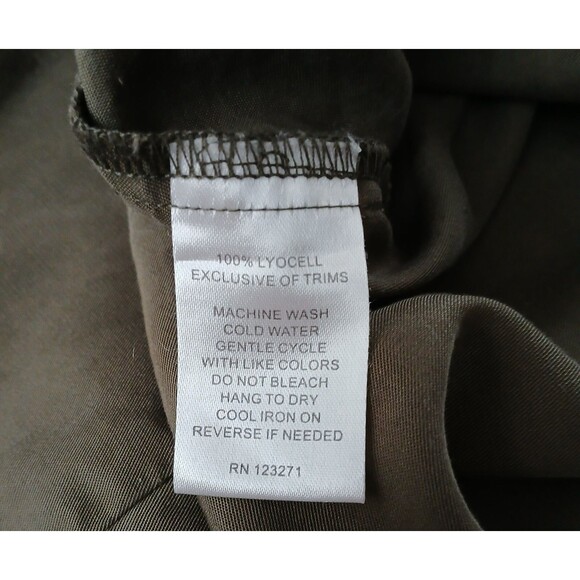 100% LYOCELL
EXCLUSIVE OF TRIMS
MACHINE WASH
COLD WATER
GENTLE CYCLE
WITH LIKE COLORS
DO NOT BLEACH
HANG TO DRY
COOL IRON ON
REVERSE IF NEEDED
RN 123271